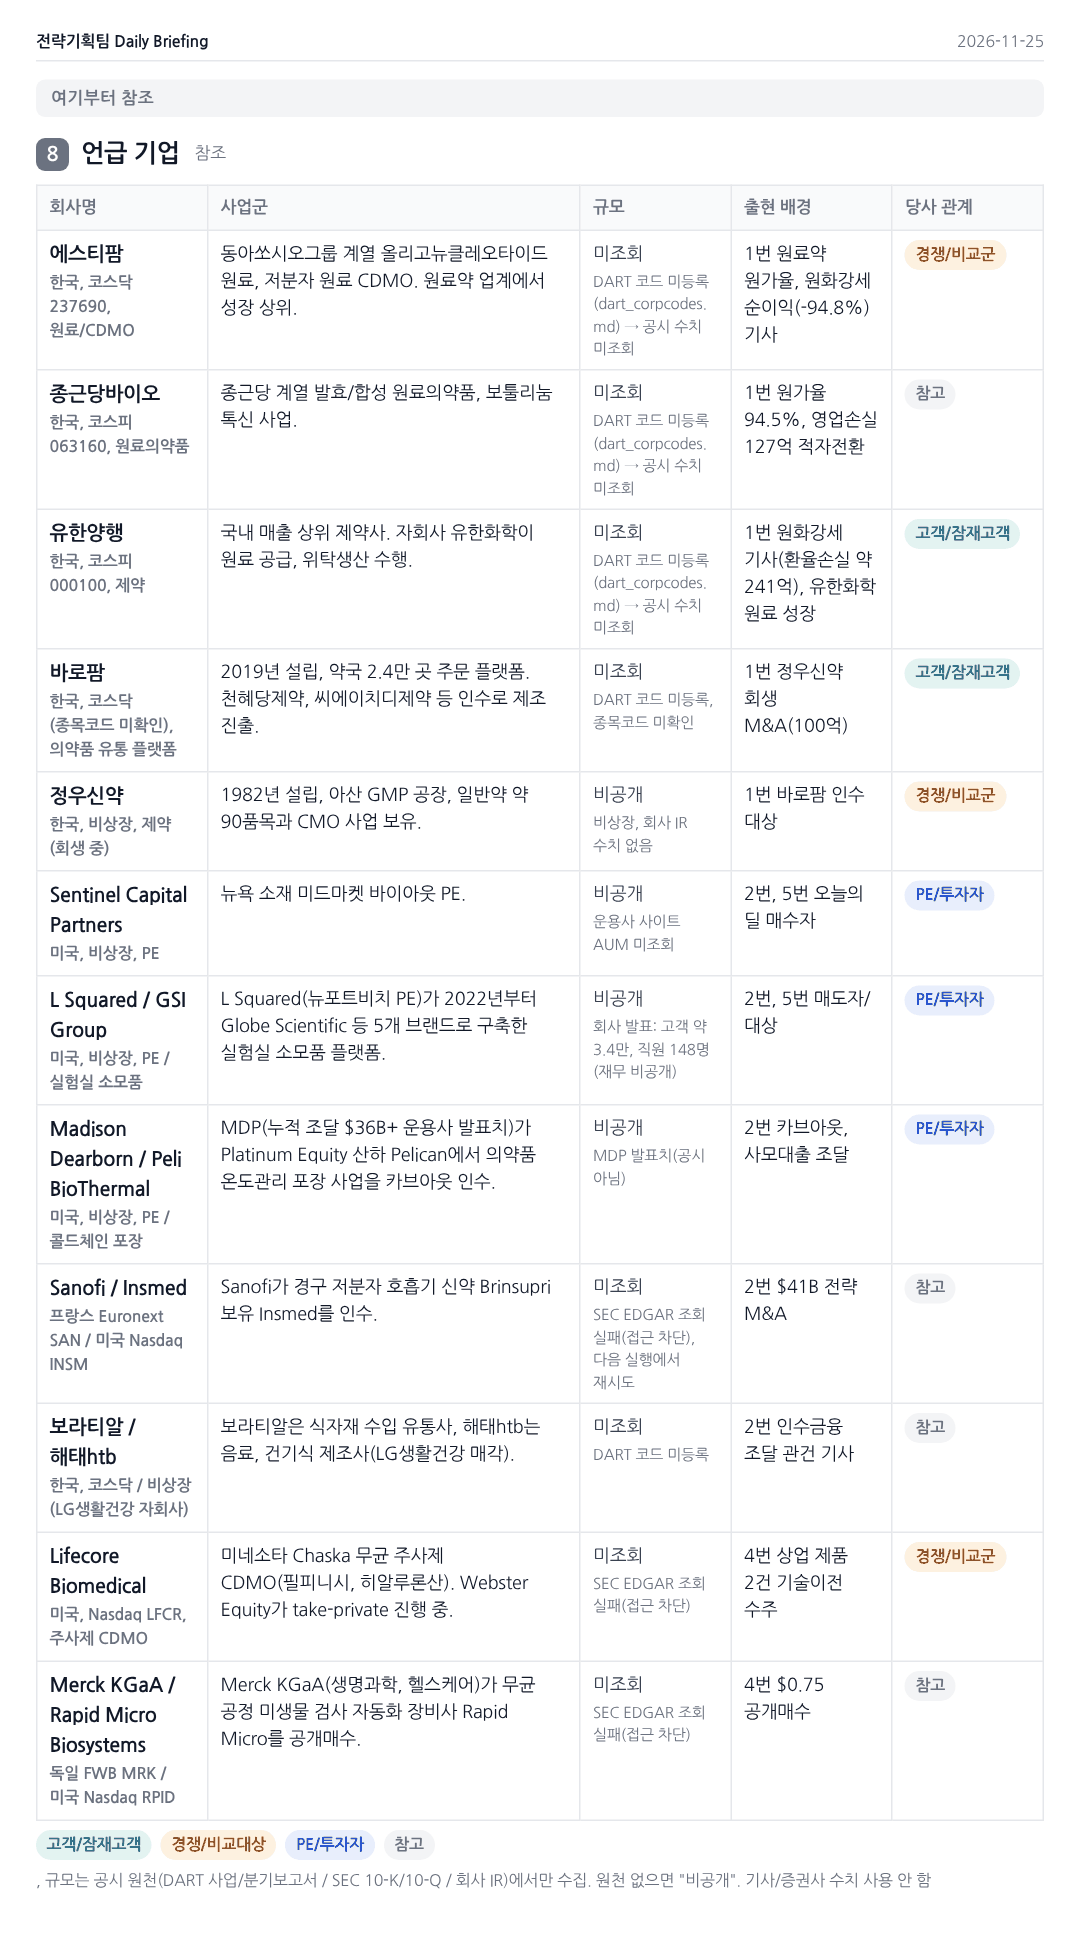 전략기획팀 Daily Briefing
2026-11-25
여기부터 참조
8 언급 기업 참조
회사명 사업군 규모 출현 배경 당사 관계
에스티팜
한국, 코스닥
237690,
원료/CDMO
동아쏘시오그룹 계열 올리고뉴클레오타이드
원료, 저분자 원료 CDMO. 원료약 업계에서
성장 상위.
미조회
DART 코드 미등록
(dart_corpcodes.
md) → 공시 수치
미조회
1번 원료약
원가율, 원화강세
순이익(-94.8%)
기사
경쟁/비교군
종근당바이오
한국, 코스피
063160, 원료의약품
종근당 계열 발효/합성 원료의약품, 보툴리눔
톡신 사업.
미조회
DART 코드 미등록
(dart_corpcodes.
md) → 공시 수치
미조회
1번 원가율
94.5%, 영업손실
127억 적자전환
참고
유한양행
한국, 코스피
000100, 제약
국내 매출 상위 제약사. 자회사 유한화학이
원료 공급, 위탁생산 수행.
미조회
DART 코드 미등록
(dart_corpcodes.
md) → 공시 수치
미조회
1번 원화강세
기사(환율손실 약
241억), 유한화학
원료 성장
고객/잠재고객
바로팜
한국, 코스닥
(종목코드 미확인),
의약품 유통 플랫폼
2019년 설립, 약국 2.4만 곳 주문 플랫폼.
천혜당제약, 씨에이치디제약 등 인수로 제조
진출.
미조회
DART 코드 미등록,
종목코드 미확인
1번 정우신약
회생
M&A(100억)
고객/잠재고객
정우신약
한국, 비상장, 제약
(회생 중)
1982년 설립, 아산 GMP 공장, 일반약 약
90품목과 CMO 사업 보유.
비공개
비상장, 회사 IR
수치 없음
1번 바로팜 인수
대상
경쟁/비교군
Sentinel Capital
Partners
미국, 비상장, PE
뉴욕 소재 미드마켓 바이아웃 PE.
비공개
운용사 사이트
AUM 미조회
2번, 5번 오늘의
딜 매수자
PE/투자자
L Squared / GSI
Group
미국, 비상장, PE /
실험실 소모품
L Squared(뉴포트비치 PE)가 2022년부터
Globe Scientific 등 5개 브랜드로 구축한
실험실 소모품 플랫폼.
비공개
회사 발표: 고객 약
3.4만, 직원 148명
(재무 비공개)
2번, 5번 매도자/
대상
PE/투자자
Madison
Dearborn / Peli
BioThermal
미국, 비상장, PE /
콜드체인 포장
MDP(누적 조달 $36B+ 운용사 발표치)가
Platinum Equity 산하 Pelican에서 의약품
온도관리 포장 사업을 카브아웃 인수.
비공개
MDP 발표치(공시
아님)
2번 카브아웃,
사모대출 조달
PE/투자자
Sanofi / Insmed
프랑스 Euronext
SAN / 미국 Nasdaq
INSM
Sanofi가 경구 저분자 호흡기 신약 Brinsupri
보유 Insmed를 인수.
미조회
SEC EDGAR 조회
실패(접근 차단),
다음 실행에서
재시도
2번 $41B 전략
M&A
참고
보라티알 /
해태htb
한국, 코스닥 / 비상장
(LG생활건강 자회사)
보라티알은 식자재 수입 유통사, 해태htb는
음료, 건기식 제조사(LG생활건강 매각).
미조회
DART 코드 미등록
2번 인수금융
조달 관건 기사
참고
Lifecore
Biomedical
미국, Nasdaq LFCR,
주사제 CDMO
미네소타 Chaska 무균 주사제
CDMO(필피니시, 히알루론산). Webster
Equity가 take-private 진행 중.
미조회
SEC EDGAR 조회
실패(접근 차단)
4번 상업 제품
2건 기술이전
수주
경쟁/비교군
Merck KGaA /
Rapid Micro
Biosystems
독일 FWB MRK /
미국 Nasdaq RPID
Merck KGaA(생명과학, 헬스케어)가 무균
공정 미생물 검사 자동화 장비사 Rapid
Micro를 공개매수.
미조회
SEC EDGAR 조회
실패(접근 차단)
4번 $0.75
공개매수
참고
고객/잠재고객 경쟁/비교대상 PE/투자자 참고
, 규모는 공시 원천(DART 사업/분기보고서 / SEC 10-K/10-Q / 회사 IR)에서만 수집. 원천 없으면 "비공개". 기사/증권사 수치 사용 안 함